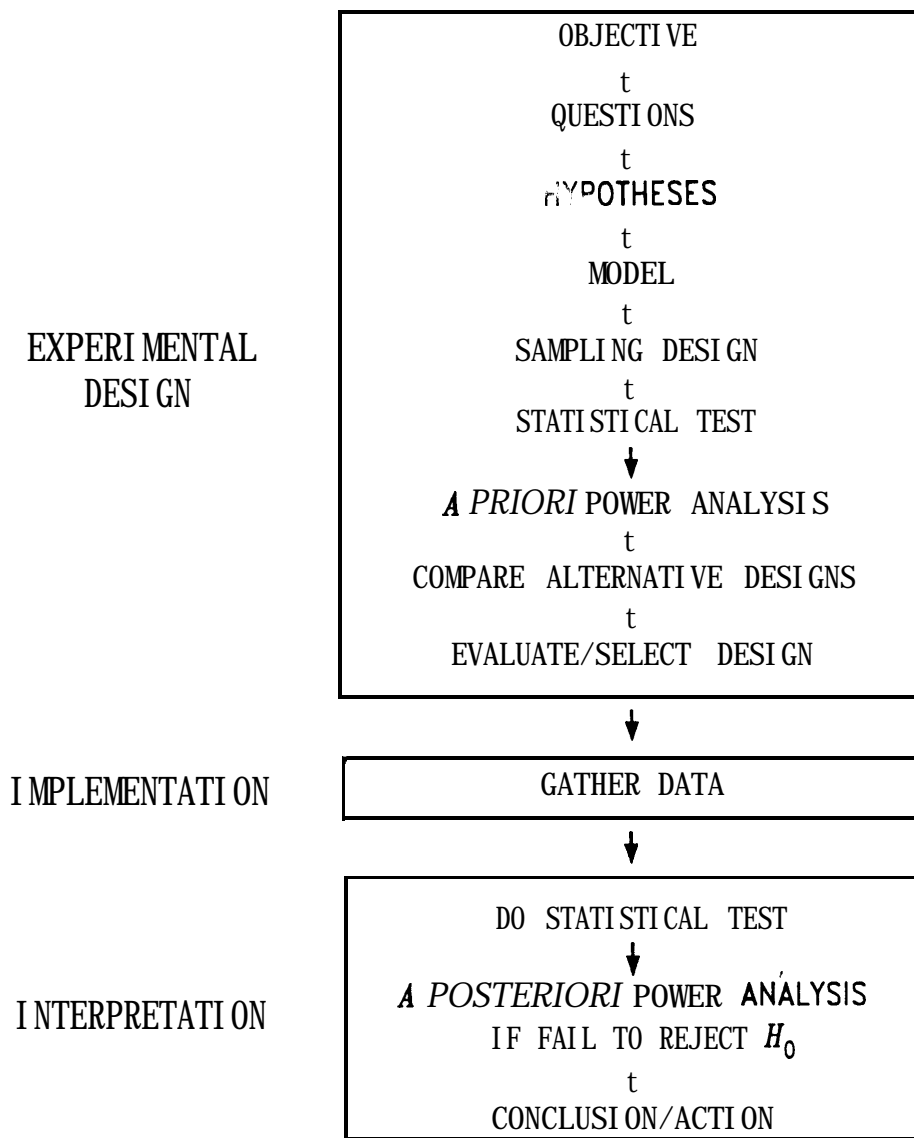 OBJECTIVE
t
QUESTIONS
t
HYPOTHESES
t
MODEL
t
EXPERIMENTAL
DESIGN
SAMPLING DESIGN
t
STATISTICAL TEST
A PRIORI POWER ANALYSIS
t
COMPARE ALTERNATIVE DESIGNS
t
EVALUATE/SELECT DESIGN
IMPLEMENTATION
GATHER DATA
DO STATISTICAL TEST
INTERPRETATION
A POSTERIORI POWER ANALYSIS
IF FAIL TO REJECT H₀
t
CONCLUSION/ACTION